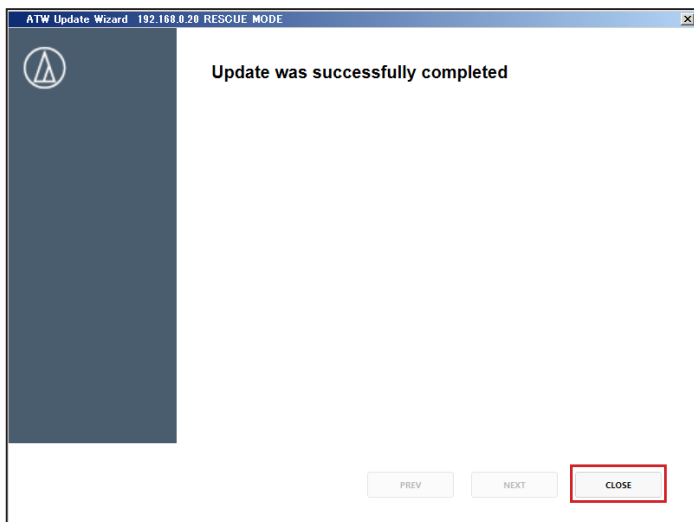 ATW Update Wizard 192.168.0.20 RESCUE MODE
Update was successfully completed
PREV NEXT CLOSE